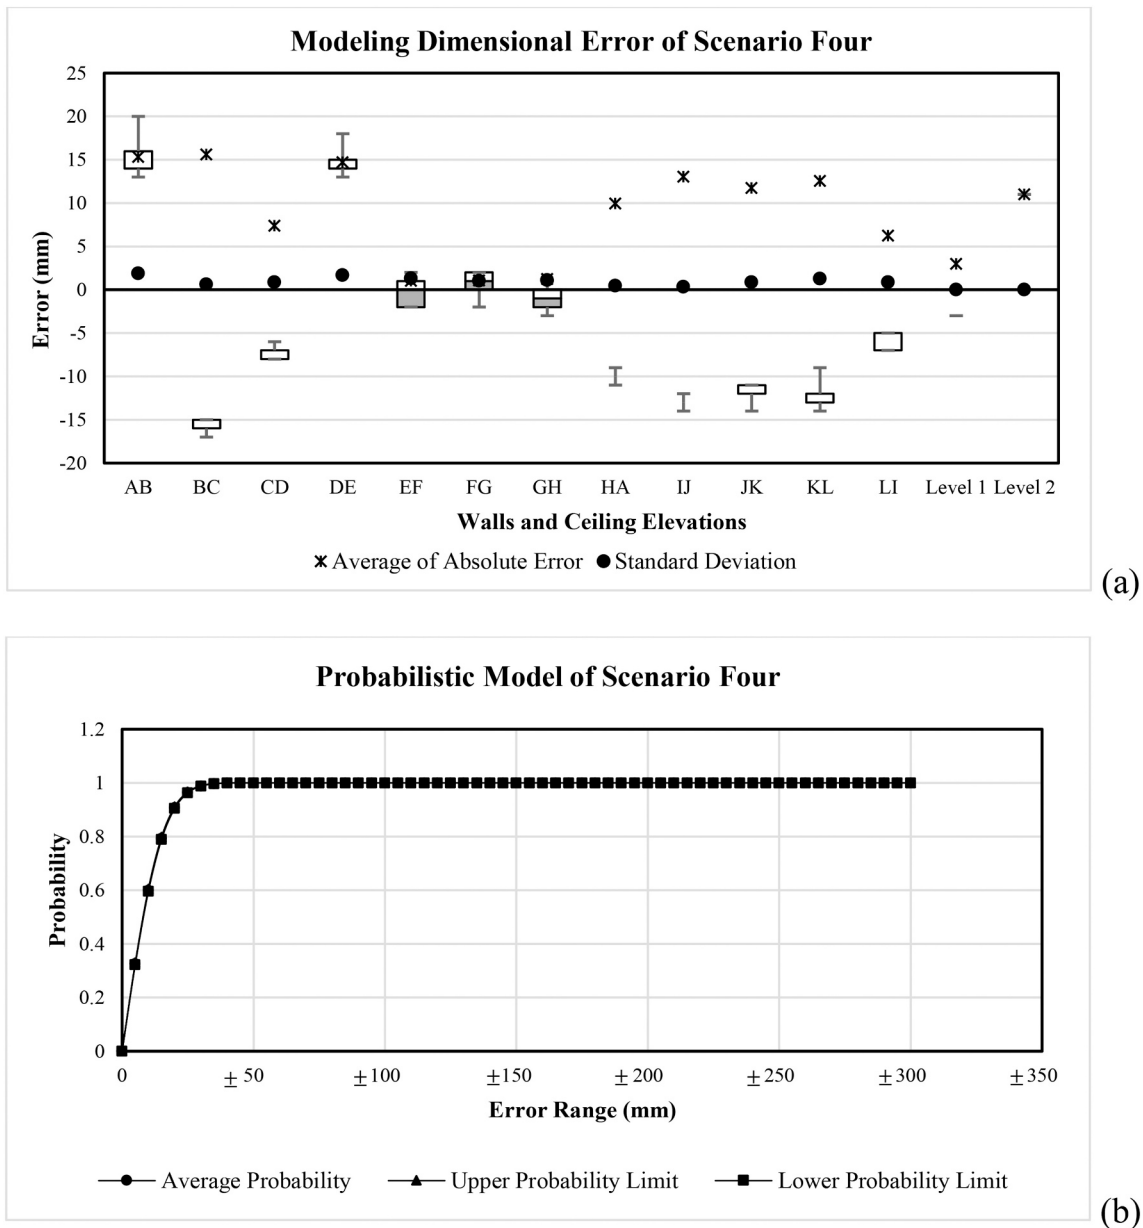 Modeling Dimensional Error of Scenario Four
25
20
15
10
5
0
-5
-10
-15
-20
Error (mm)
AB BC CD DE EF FG GH HA IJ JK KL LI Level 1 Level 2
Walls and Ceiling Elevations
Average of Absolute Error Standard Deviation
(a)
Probabilistic Model of Scenario Four
1.2
1
0.8
0.6
0.4
0.2
0
Probability
0 ±50 ±100 ±150 ±200 ±250 ±300 ±350
Error Range (mm)
Average Probability Upper Probability Limit Lower Probability Limit
(b)